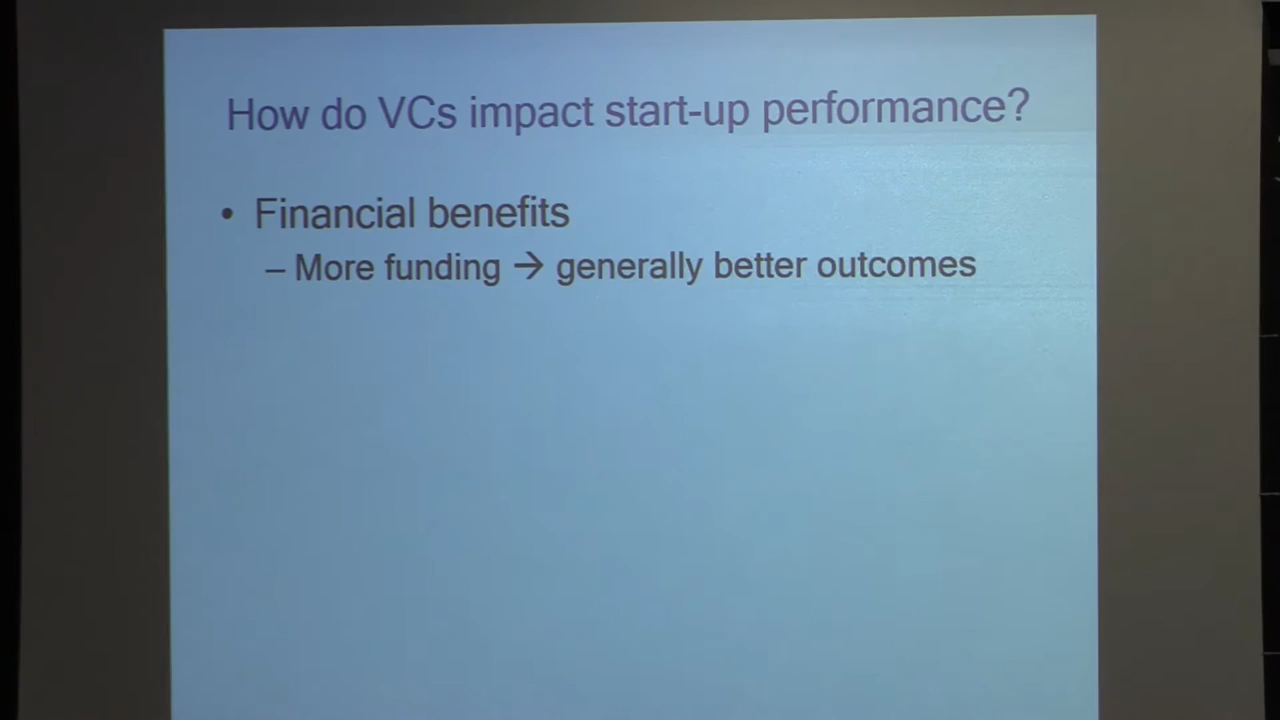 How do VCs impact start-up performance?
• Financial benefits
– More funding → generally better outcomes